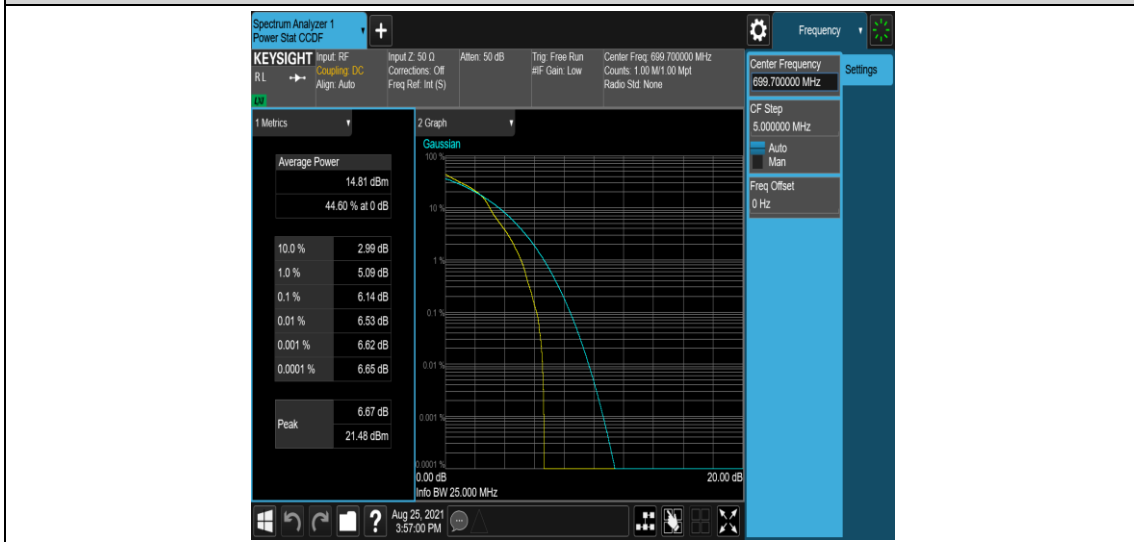 Spectrum Analyzer 1
Power Stat CCDF
+
Frequency
KEYSIGHT
RL
LXI
Input: RF
Coupling: DC
Align: Auto
Input Z: 50 Ω
Corrections: Off
Freq Ref: Int (S)
Atten: 50 dB
Trig: Free Run
#IF Gain: Low
Center Freq: 699.700000 MHz
Counts: 1.00 M/1.00 Mpt
Radio Std: None
Center Frequency
699.700000 MHz
Settings
CF Step
5.000000 MHz
Auto
Man
Freq Offset
0 Hz
1 Metrics
Average Power
14.81 dBm
44.60 % at 0 dB
10.0 % 2.99 dB
1.0 % 5.09 dB
0.1 % 6.14 dB
0.01 % 6.53 dB
0.001 % 6.62 dB
0.0001 % 6.65 dB
Peak
6.67 dB
21.48 dBm
2 Graph
Gaussian
100 %
10 %
1 %
0.1 %
0.01 %
0.001 %
0.0001 %
0.00 dB 20.00 dB
Info BW 25.000 MHz
?
Aug 25, 2021
3:57:00 PM